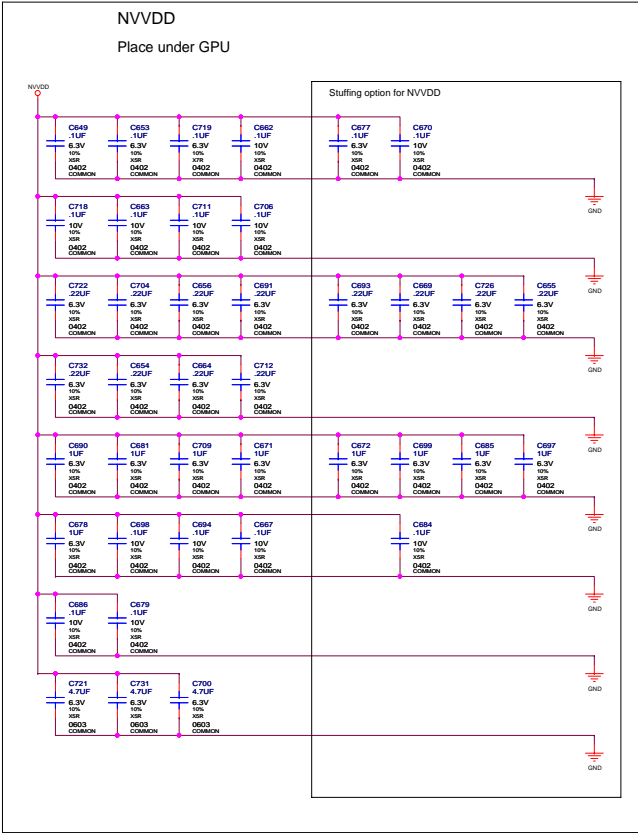 NVVDD
Place under GPU
NVVDD
Stuffing option for NVVDD
C649 C653 C719 C662 C677 C670
.1UF .1UF .1UF .1UF .1UF .1UF
6.3V 6.3V 6.3V 10V 6.3V 10V
10% 10% 10% 10% 10% 10%
X5R X5R X7R X5R X5R X5R
0402 0402 0402 0402 0402 0402
COMMON COMMON COMMON COMMON COMMON COMMON
GND
C718 C663 C711 C706
.1UF .1UF .1UF .1UF
10V 10V 10V 10V
10% 10% 10% 10%
X5R X5R X5R X5R
0402 0402 0402 0402
COMMON COMMON COMMON COMMON
GND
C722 C704 C656 C691 C693 C669 C726 C655
.22UF .22UF .22UF .22UF .22UF .22UF .22UF .22UF
6.3V 6.3V 6.3V 6.3V 6.3V 6.3V 6.3V 6.3V
10% 10% 10% 10% 10% 10% 10% 10%
X5R X5R X5R X5R X5R X5R X5R X5R
0402 0402 0402 0402 0402 0402 0402 0402
COMMON COMMON COMMON COMMON COMMON COMMON COMMON COMMON
GND
C732 C654 C664 C712
.22UF .22UF .22UF .22UF
6.3V 6.3V 6.3V 6.3V
10% 10% 10% 10%
X5R X5R X5R X5R
0402 0402 0402 0402
COMMON COMMON COMMON COMMON
GND
C690 C681 C709 C671 C672 C699 C685 C697
1UF 1UF 1UF 1UF 1UF 1UF 1UF 1UF
6.3V 6.3V 6.3V 6.3V 6.3V 6.3V 6.3V 6.3V
10% 10% 10% 10% 10% 10% 10% 10%
X5R X5R X5R X5R X5R X5R X5R X5R
0402 0402 0402 0402 0402 0402 0402 0402
COMMON COMMON COMMON COMMON COMMON COMMON COMMON COMMON
GND
C678 C698 C694 C667 C684
1UF .1UF .1UF .1UF .1UF
6.3V 10V 10V 10V 10V
10% 10% 10% 10% 10%
X5R X5R X5R X5R X5R
0402 0402 0402 0402 0402
COMMON COMMON COMMON COMMON COMMON
GND
C686 C679
.1UF .1UF
10V 10V
10% 10%
X5R X5R
0402 0402
COMMON COMMON
GND
C721 C731 C700
4.7UF 4.7UF 4.7UF
6.3V 6.3V 6.3V
10% 10% 10%
X5R X5R X5R
0603 0603 0603
COMMON COMMON COMMON
GND